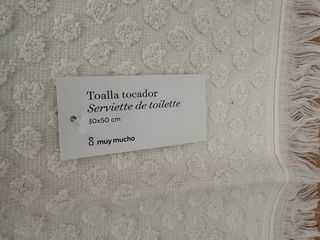 Toalla tocador
Serviette de toilette
30x50 cm
muy mucho